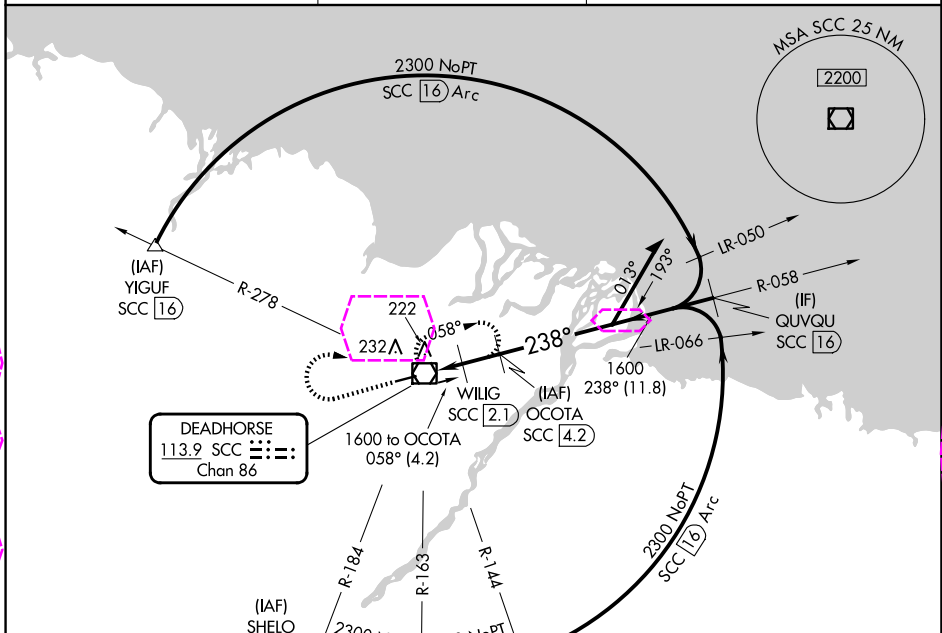 MSA SCC 25 NM
2200
2300 NoPT
SCC 16 Arc
LR-050
013°
193°
R-058
(IAF)
YIGUF
SCC 16
R-278
(IF)
QUVQU
SCC 16
222
058°
232
238°
LR-066
1600
238° (11.8)
WILIG
SCC 2.1
(IAF)
OCOTA
SCC 4.2
DEADHORSE
113.9 SCC
Chan 86
1600 to OCOTA
058° (4.2)
2300 NoPT
SCC 16 Arc
R-184
R-163
R-144
(IAF)
SHELO
2300
NoPT